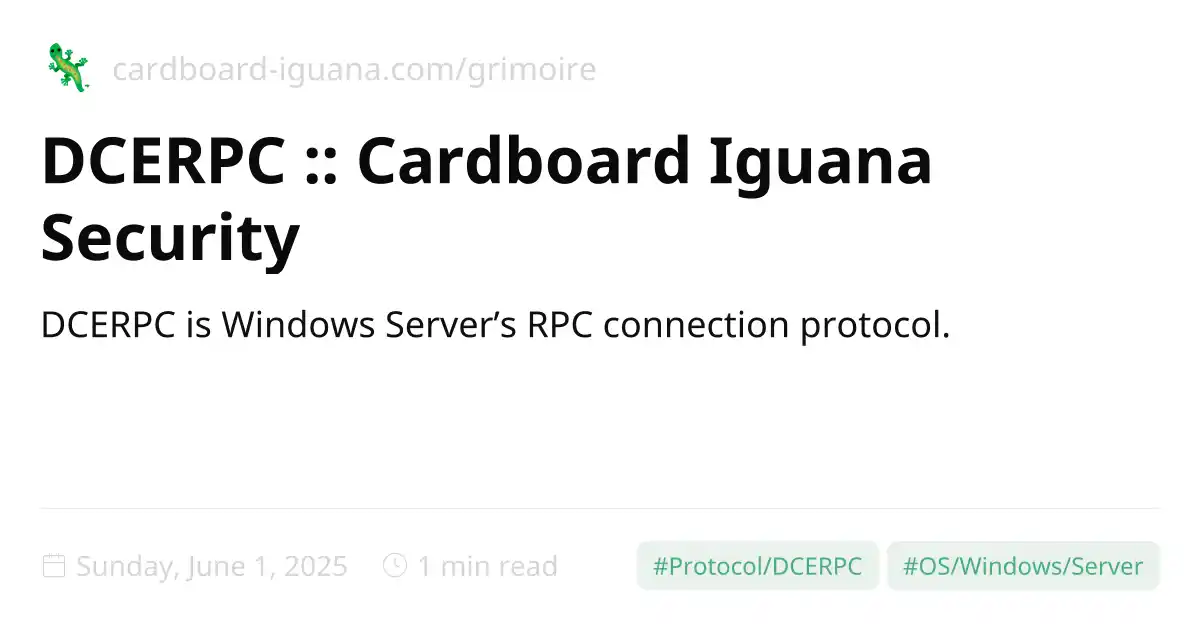 cardboard-iguana.com/grimoire
DCERPC :: Cardboard Iguana
Security
DCERPC is Windows Server’s RPC connection protocol.
Sunday, June 1, 2025 1 min read #Protocol/DCERPC #OS/Windows/Server